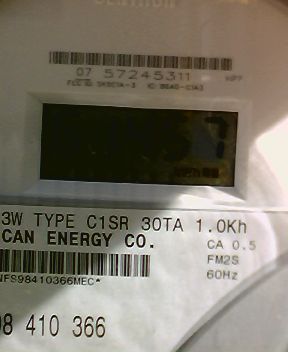 CENTRON
07 57245311
3W TYPE C1SR 30TA 1.0Kh
CAN ENERGY CO.
CA 0.5
FM2S
60Hz
NFS98410366MEC*
98 410 366